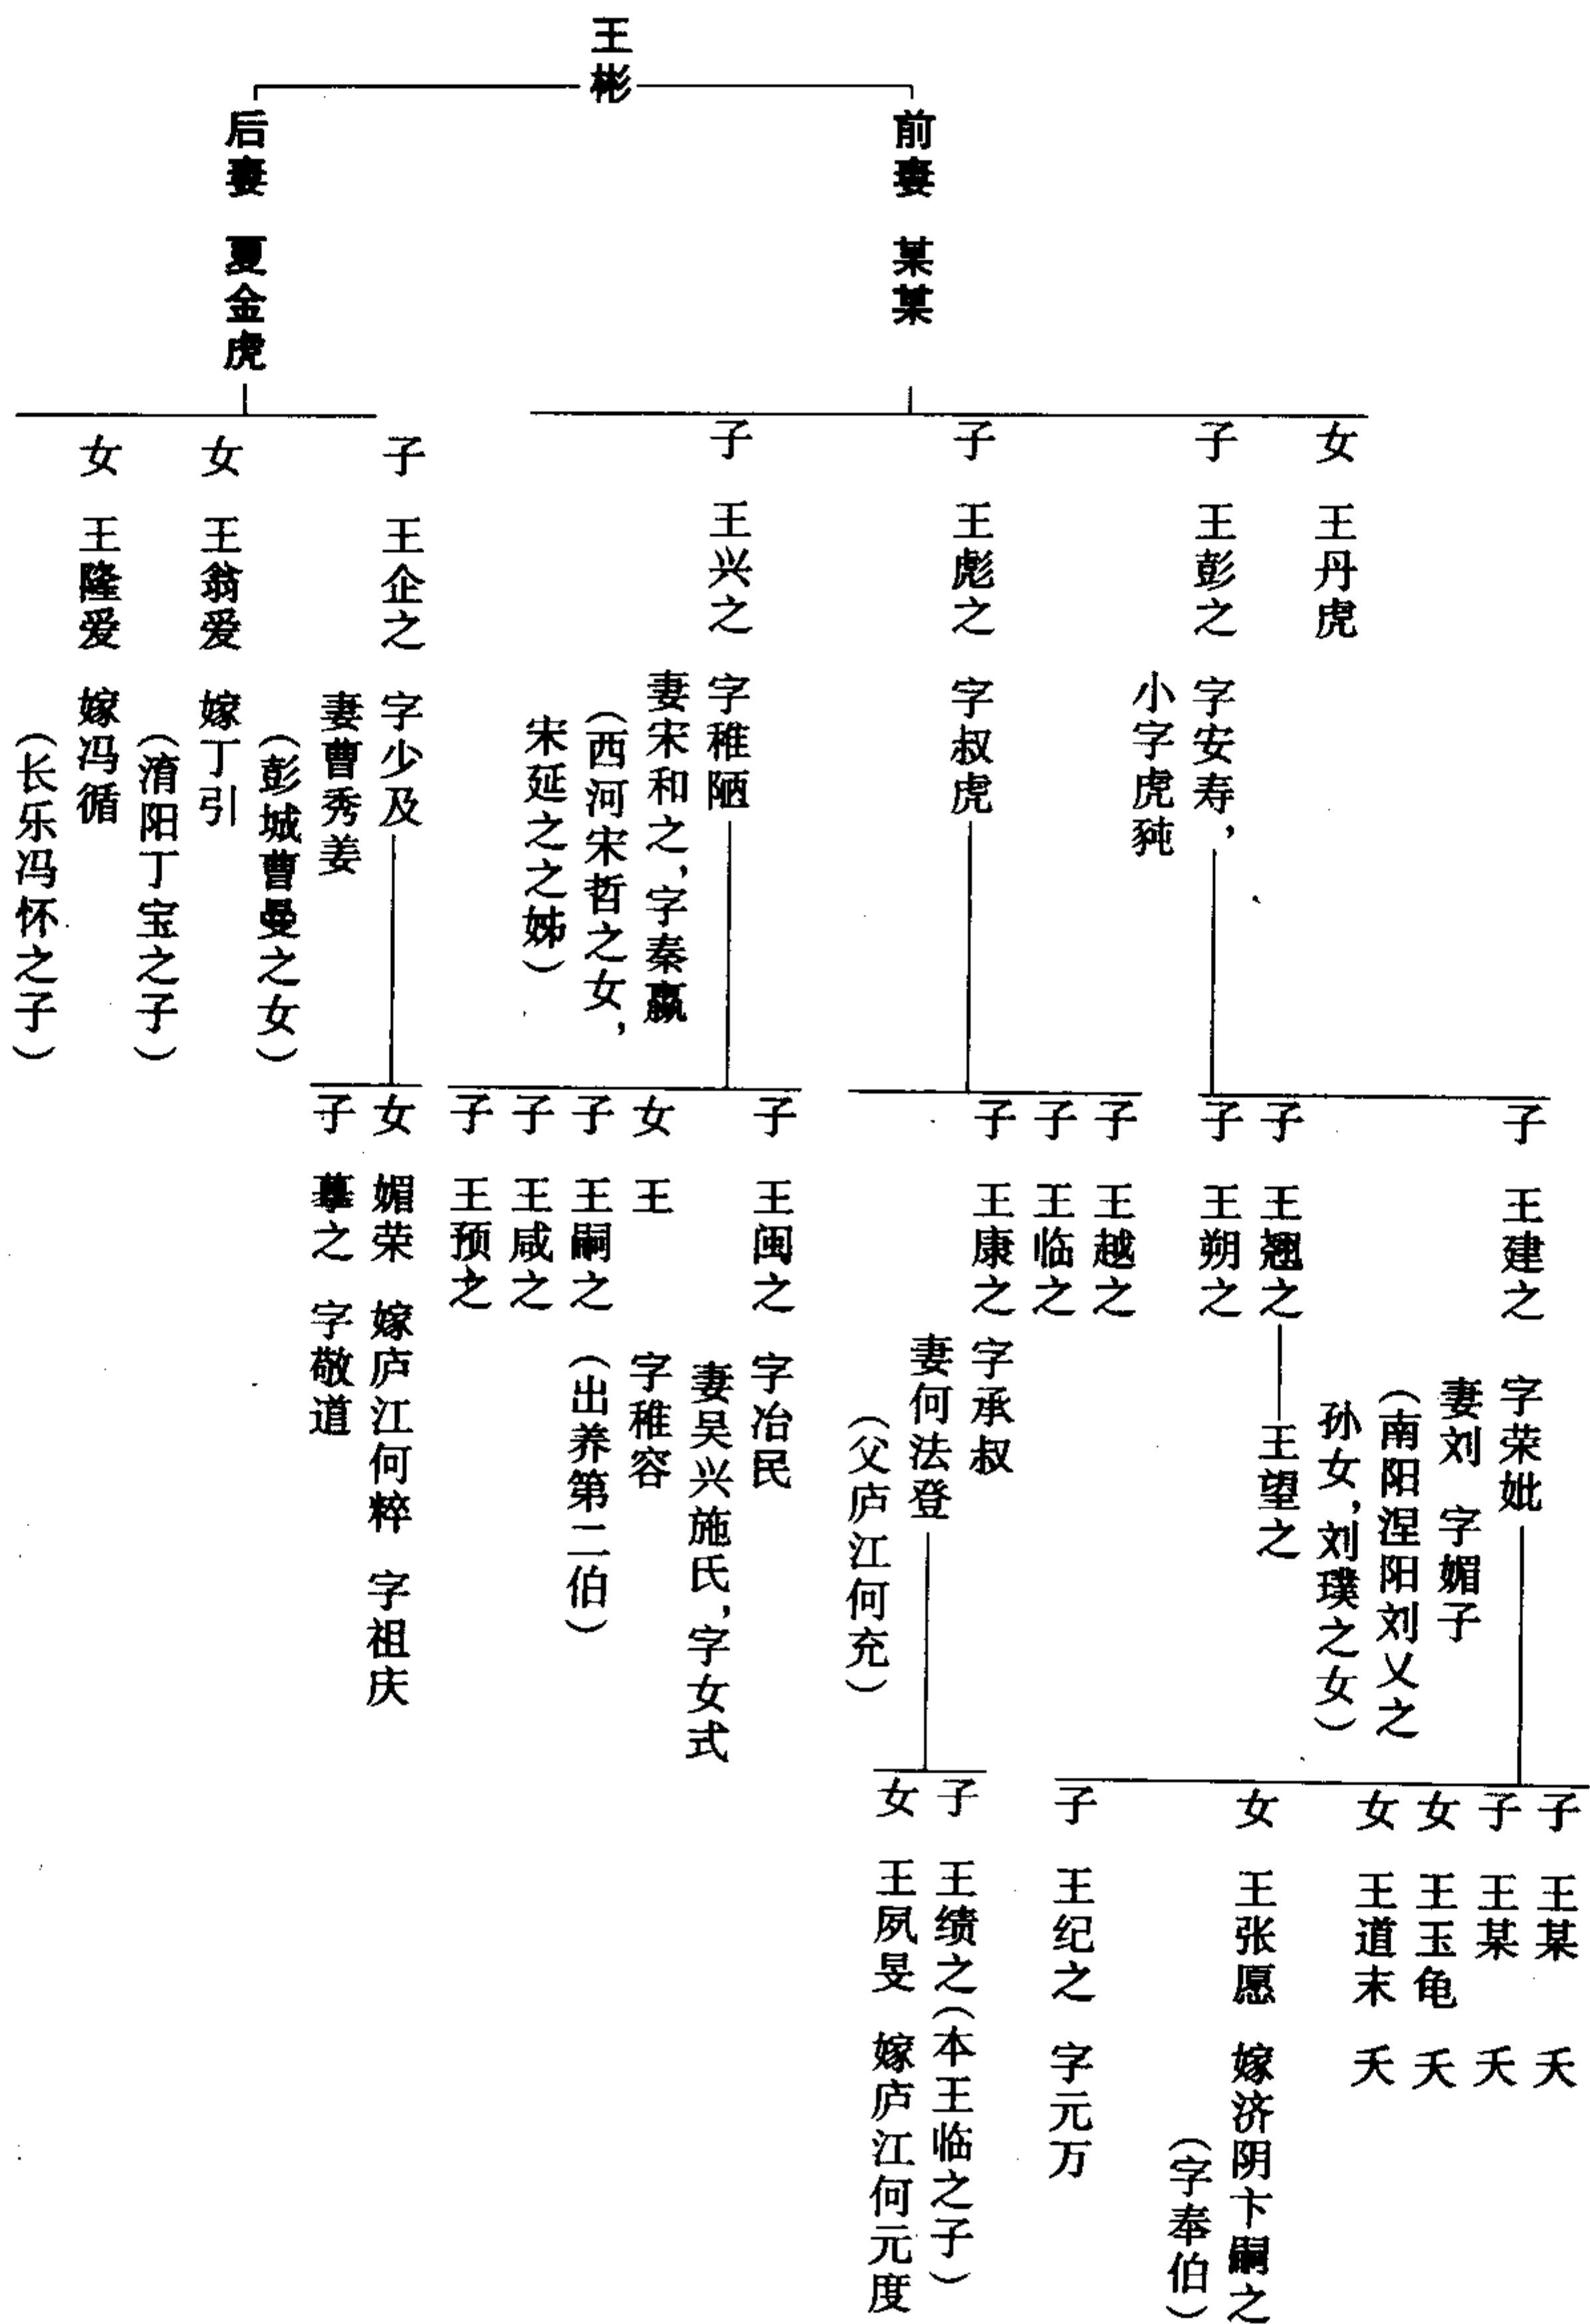 王彬
前妻 某某
后妻 夏金虎
女 王丹虎
子 王彭之 字安寿，
小字虎㹠
子 王彪之 字叔虎
子 王兴之 字稚陋
妻宋和之，字秦嬴
（西河宋哲之女，
宋延之之姊）
子 王企之 字少及
妻曹秀姜
（彭城曹曼之女）
女 王翁爱 嫁丁引
（淯阳丁宝之子）
女 王隆爱 嫁冯循
（长乐冯怀之子）
子 王建之 字荣妣
妻刘 字媚子
（南阳涅阳刘乂之
孙女，刘璞之女）
子 王翘之
王望之
子 王朔之
子 王越之
子 王临之
子 王康之 字承叔
妻何法登
（父庐江何充）
子 王闽之 字冶民
妻吴兴施氏，字女式
女 王 字稚容
子 王嗣之（出养第二伯）
子 王咸之
子 王预之
女 媚荣 嫁庐江何粹 字祖庆
子 摹之 字敬道
子 王某 夭
子 王某 夭
女 王玉龟 夭
女 王道末 夭
女 王张愿 嫁济阴卞嗣之
（字奉伯）
子 王纪之 字元万
子 王绩之（本王临之子）
女 王夙旻 嫁庐江何元度